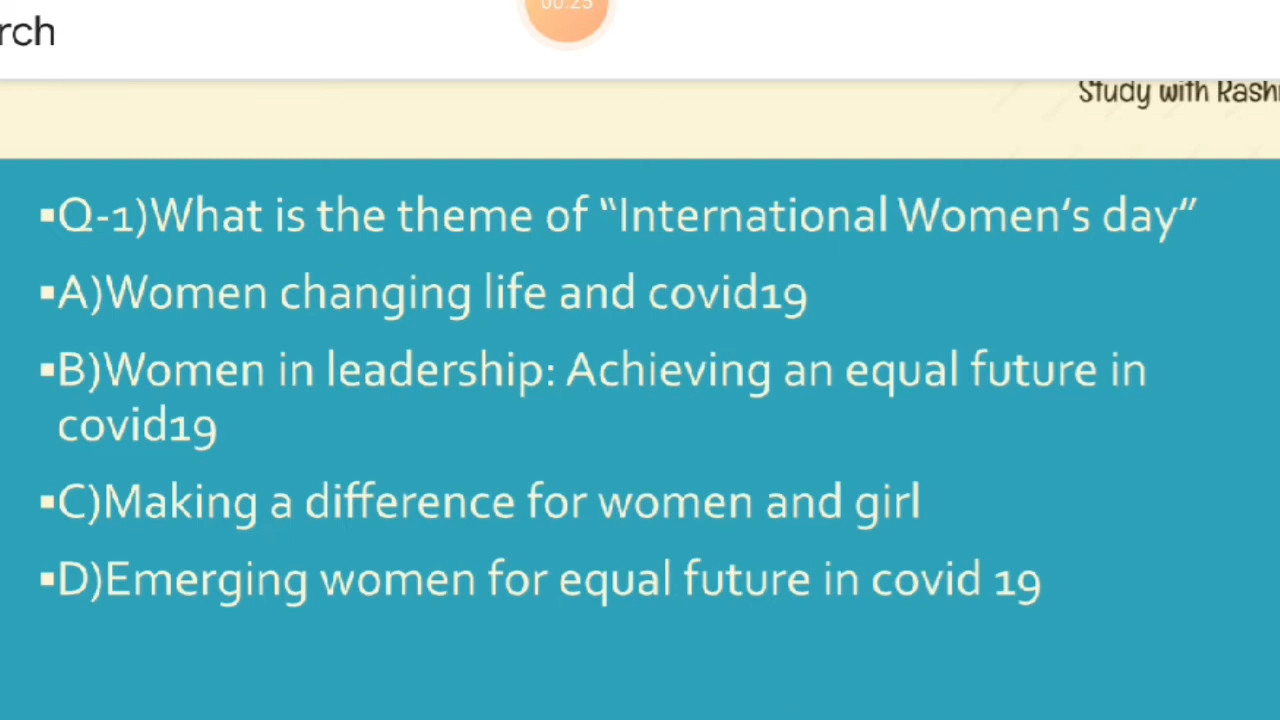 rch
00:25
Study with Rashi
▪Q-1)What is the theme of “International Women’s day”
▪A)Women changing life and covid19
▪B)Women in leadership: Achieving an equal future in
covid19
▪C)Making a difference for women and girl
▪D)Emerging women for equal future in covid 19